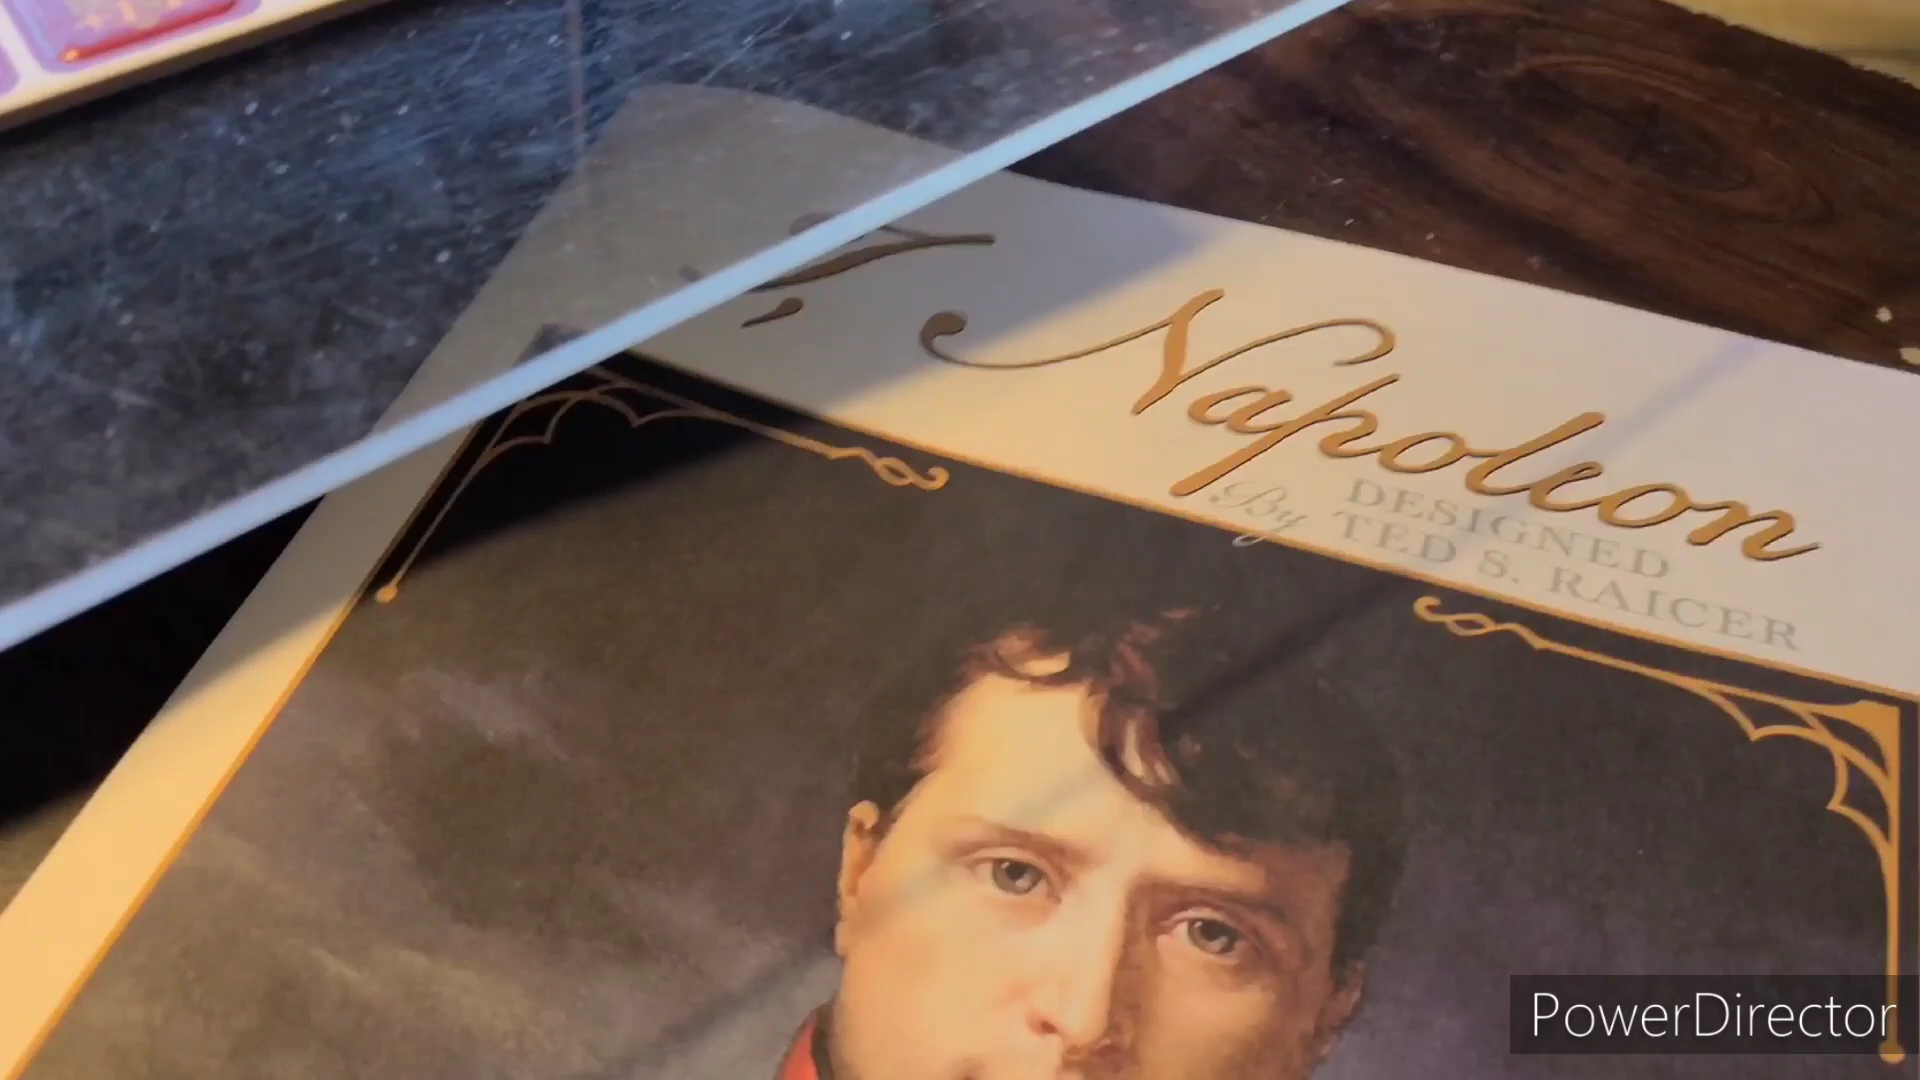 I, Napoleon
DESIGNED
By TED S. RAICER
PowerDirector